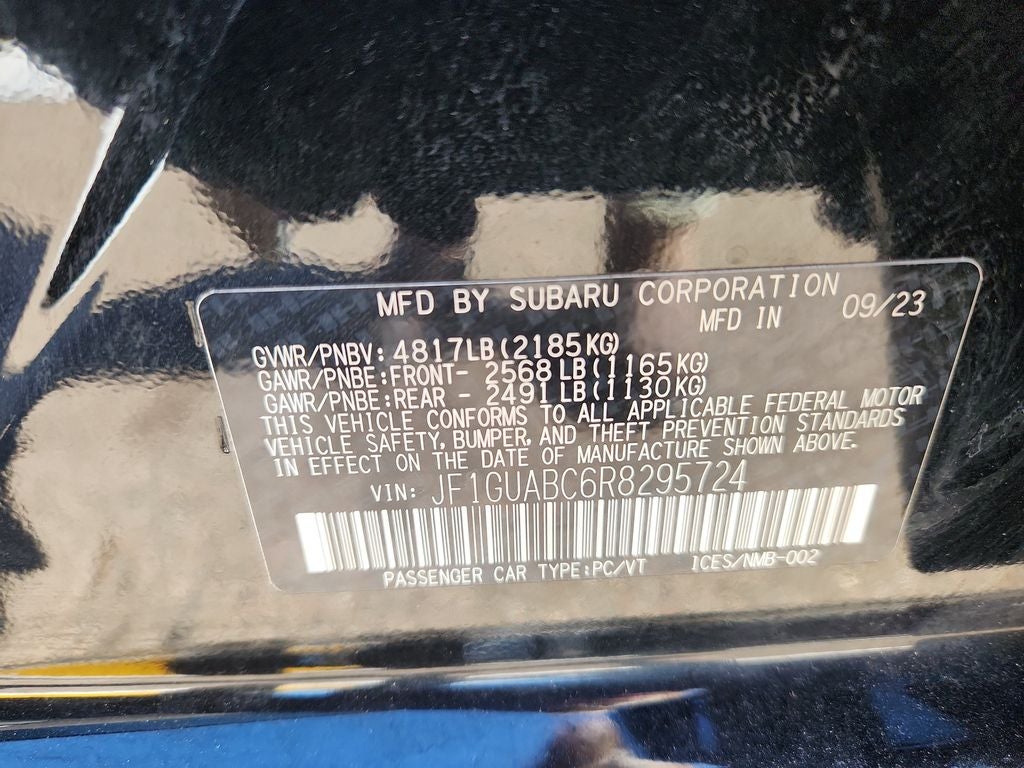 MFD BY SUBARU CORPORATION
MFD IN 09/23
GVWR/PNBV: 4817LB(2185KG)
GAWR/PNBE:FRONT- 2568LB(1165KG)
GAWR/PNBE:REAR - 2491LB(1130KG)
THIS VEHICLE CONFORMS TO ALL APPLICABLE FEDERAL MOTOR
VEHICLE SAFETY, BUMPER, AND THEFT PREVENTION STANDARDS
IN EFFECT ON THE DATE OF MANUFACTURE SHOWN ABOVE.
VIN: JF1GUABC6R8295724
PASSENGER CAR TYPE:PC/VT ICES/NMB-002